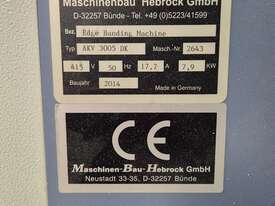 Maschinenbau Hebrock GmbH
D-32257 Bünde - Tel. +49 (0)5223/41599
Bez. Edge Banding Machine
Typ AKV 3005 DK Masch.-Nr. 2643
415 V 50 Hz 17,7 A 7,9 KW
Baujahr 2014 Made in Germany
CE
Maschinen-Bau-Hebrock GmbH
Neustadt 33-35, D-32257 Bünde